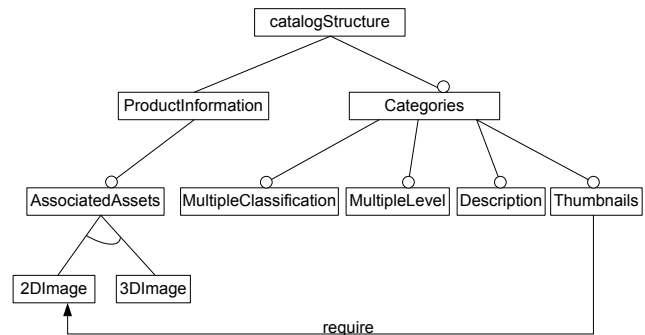 catalogStructure
ProductInformation
Categories
AssociatedAssets
MultipleClassification
MultipleLevel
Description
Thumbnails
2DImage
3DImage
require